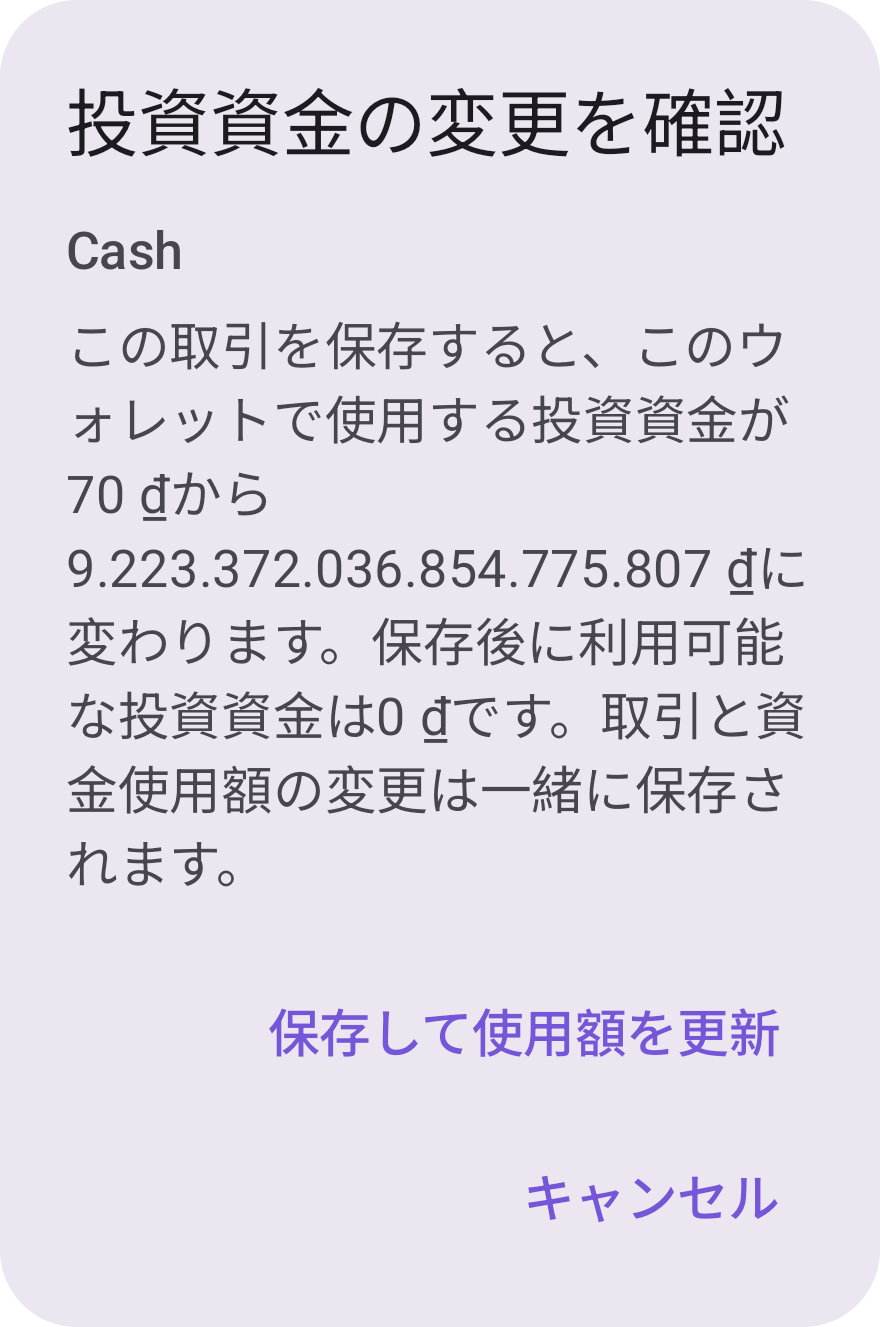 投資資金の変更を確認
Cash
この取引を保存すると、このウ
ォレットで使用する投資資金が
70 ₫から
9.223.372.036.854.775.807 ₫に
変わります。保存後に利用可能
な投資資金は0 ₫です。取引と資
金使用額の変更は一緒に保存さ
れます。
保存して使用額を更新
キャンセル